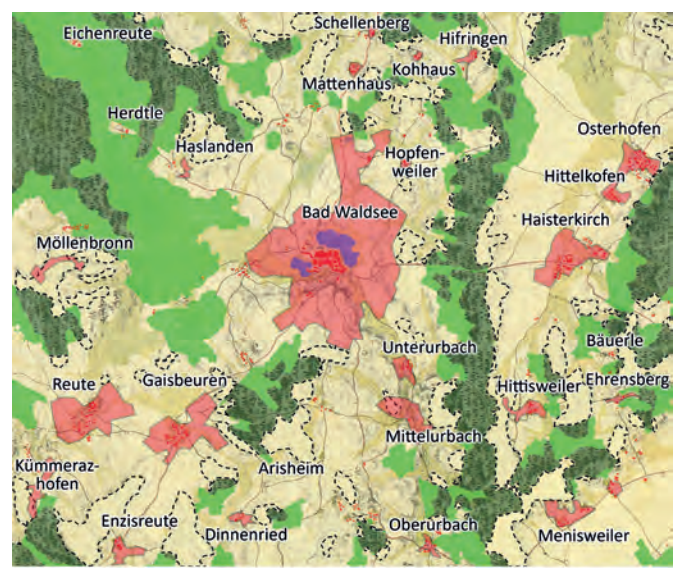 Schellenberg
Eichenreute
Hifringen
Kohhaus
Mattenhaus
Herdtle
Osterhofen
Haslanden
Hopfen-
weiler
Hittelkofen
Bad Waldsee
Haisterkirch
Möllenbronn
Unterurbach
Bäuerle
Reute
Gaisbeuren
Hittisweiler
Ehrensberg
Mittelurbach
Kümmeraz-
hofen
Arisheim
Enzisreute
Dinnenried
Oberurbach
Menisweiler